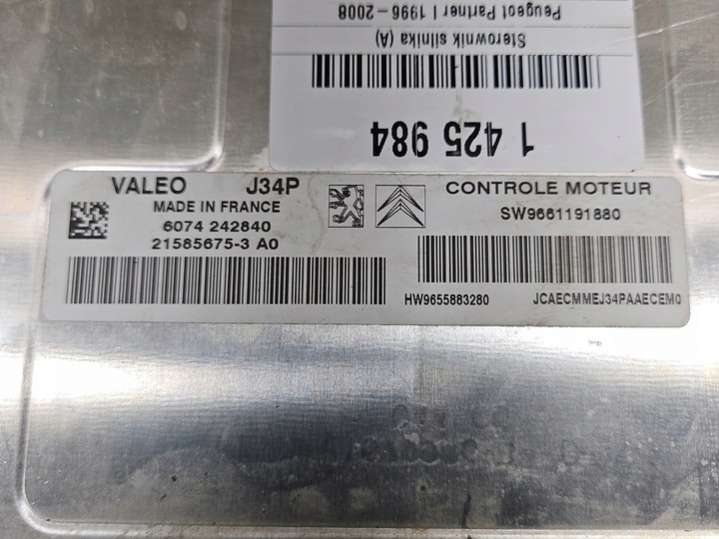 1 425 984
Sterownik silnika (A)
Peugeot Partner I 1996-2008
VALEO J34P
MADE IN FRANCE
6074 242840
21585675-3 A0
CONTROLE MOTEUR
SW9661191880
HW9655883280
JCAECMMEJ34PAAECEM0